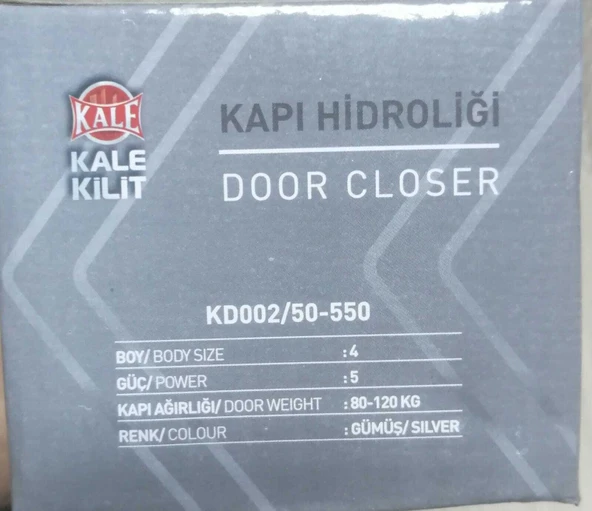 KALE
KALE
KİLİT
KAPI HİDROLİĞİ
DOOR CLOSER
KD002/50-550
BOY/ BODY SIZE : 4
GÜÇ/ POWER : 5
KAPI AĞIRLIĞI/ DOOR WEIGHT : 80-120 KG
RENK/ COLOUR : GÜMÜŞ/ SILVER